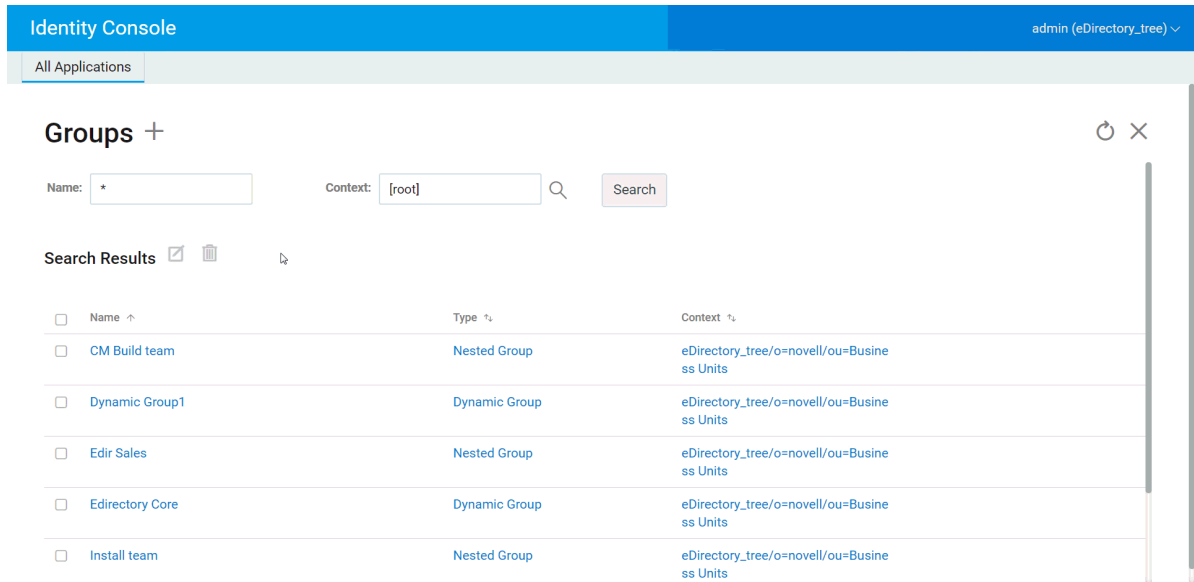 Identity Console
admin (eDirectory_tree)
All Applications
Groups
Name: * Context: [root] Search
Search Results
Name Type Context
CM Build team Nested Group eDirectory_tree/o=novell/ou=Busine
ss Units
Dynamic Group1 Dynamic Group eDirectory_tree/o=novell/ou=Busine
ss Units
Edir Sales Nested Group eDirectory_tree/o=novell/ou=Busine
ss Units
Edirectory Core Dynamic Group eDirectory_tree/o=novell/ou=Busine
ss Units
Install team Nested Group eDirectory_tree/o=novell/ou=Busine
ss Units